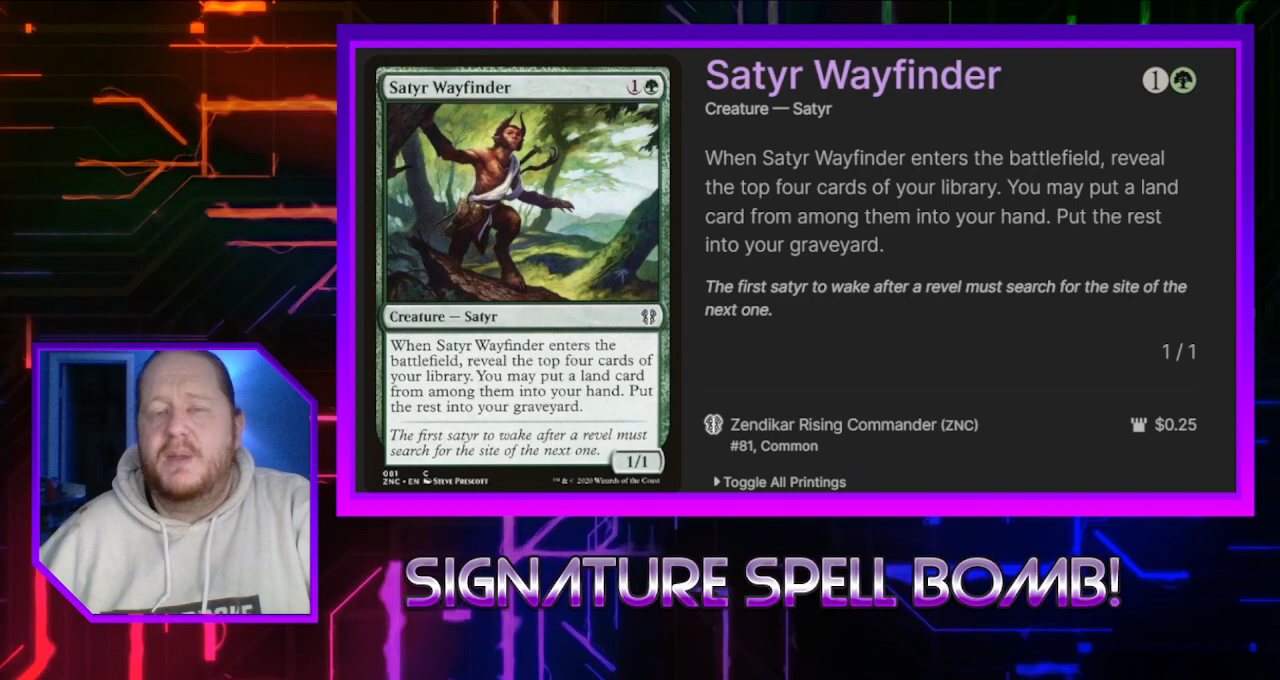 Satyr Wayfinder 1
Creature — Satyr
When Satyr Wayfinder enters the
battlefield, reveal the top four cards of
your library. You may put a land card
from among them into your hand. Put
the rest into your graveyard.
The first satyr to wake after a revel must
search for the site of the next one.
1/1
081 C
ZNC • EN STEVE PRESCOTT
™ & © 2020 Wizards of the Coast
Satyr Wayfinder 1
Creature — Satyr
When Satyr Wayfinder enters the battlefield, reveal
the top four cards of your library. You may put a land
card from among them into your hand. Put the rest
into your graveyard.
The first satyr to wake after a revel must search for the site of the
next one.
1 / 1
Zendikar Rising Commander (ZNC) $0.25
#81, Common
Toggle All Printings
SIGNATURE SPELL BOMB!